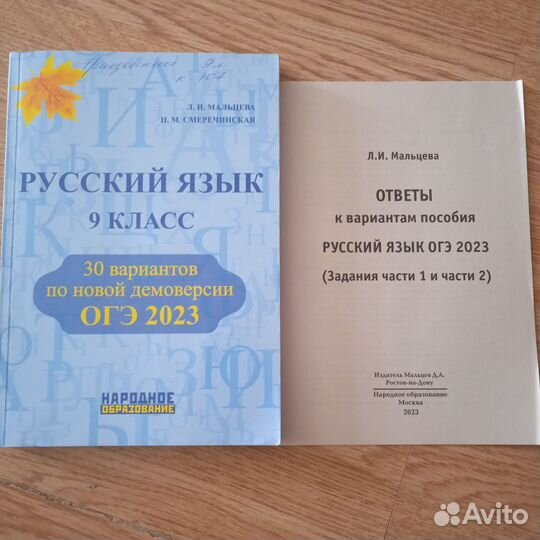 9л
к 104
Л. И. МАЛЬЦЕВА
Н. М. СМЕРЕЧИНСКАЯ
РУССКИЙ ЯЗЫК
9 КЛАСС
30 вариантов
по новой демоверсии
ОГЭ 2023
НАРОДНОЕ
ОБРАЗОВАНИЕ
Л.И. Мальцева
ОТВЕТЫ
к вариантам пособия
РУССКИЙ ЯЗЫК ОГЭ 2023
(Задания части 1 и части 2)
Издатель Мальцев Д.А.
Ростов-на-Дону
Народное образование
Москва
2023
Avito